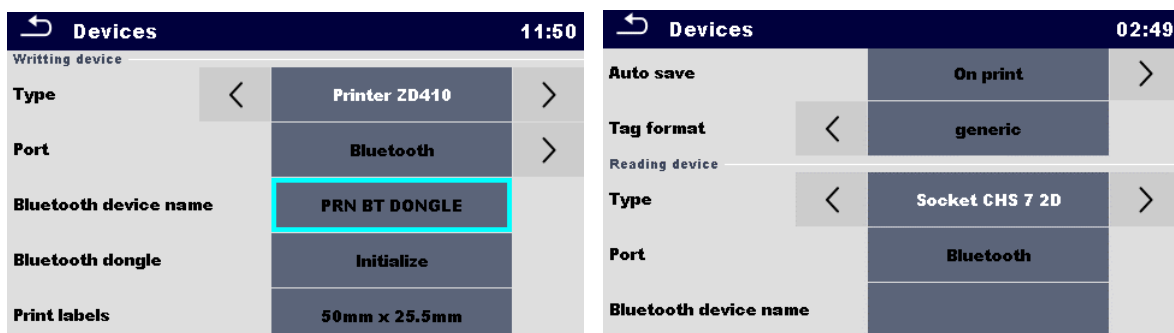 Devices 11:50
Writting device
Type Printer ZD410
Port Bluetooth
Bluetooth device name PRN BT DONGLE
Bluetooth dongle Initialize
Print labels 50mm x 25.5mm
Devices 02:49
Auto save On print
Tag format generic
Reading device
Type Socket CHS 7 2D
Port Bluetooth
Bluetooth device name